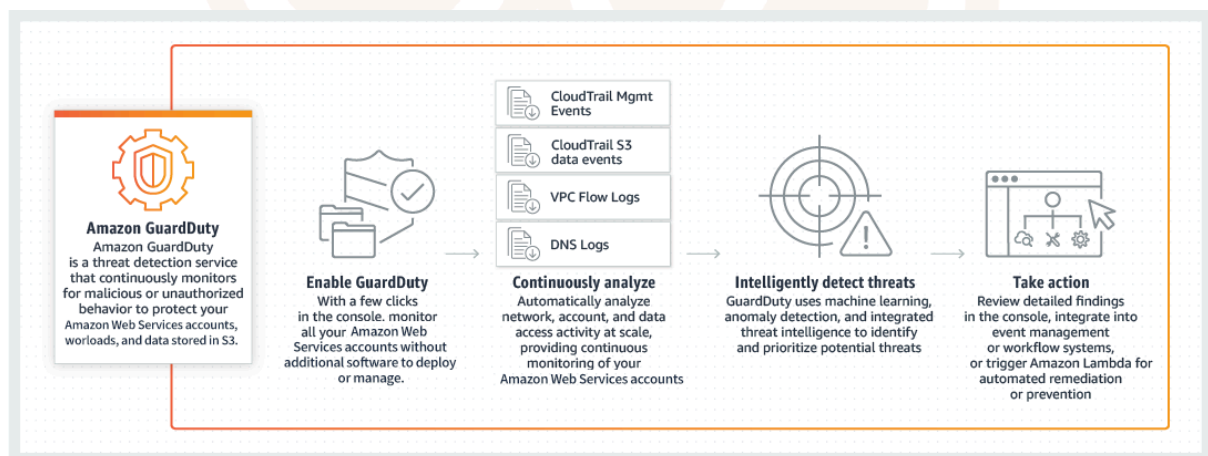 Amazon GuardDuty
Amazon GuardDuty
is a threat detection service
that continuously monitors
for malicious or unauthorized
behavior to protect your
Amazon Web Services accounts,
worloads, and data stored in S3.
Enable GuardDuty
With a few clicks
in the console. monitor
all your Amazon Web
Services accounts without
additional software to deploy
or manage.
CloudTrail Mgmt
Events
CloudTrail S3
data events
VPC Flow Logs
DNS Logs
Continuously analyze
Automatically analyze
network, account, and data
access activity at scale,
providing continuous
monitoring of your
Amazon Web Services accounts
Intelligently detect threats
GuardDuty uses machine learning,
anomaly detection, and integrated
threat intelligence to identify
and prioritize potential threats
Take action
Review detailed findings
in the console, integrate into
event management
or workflow systems,
or trigger Amazon Lambda for
automated remediation
or prevention